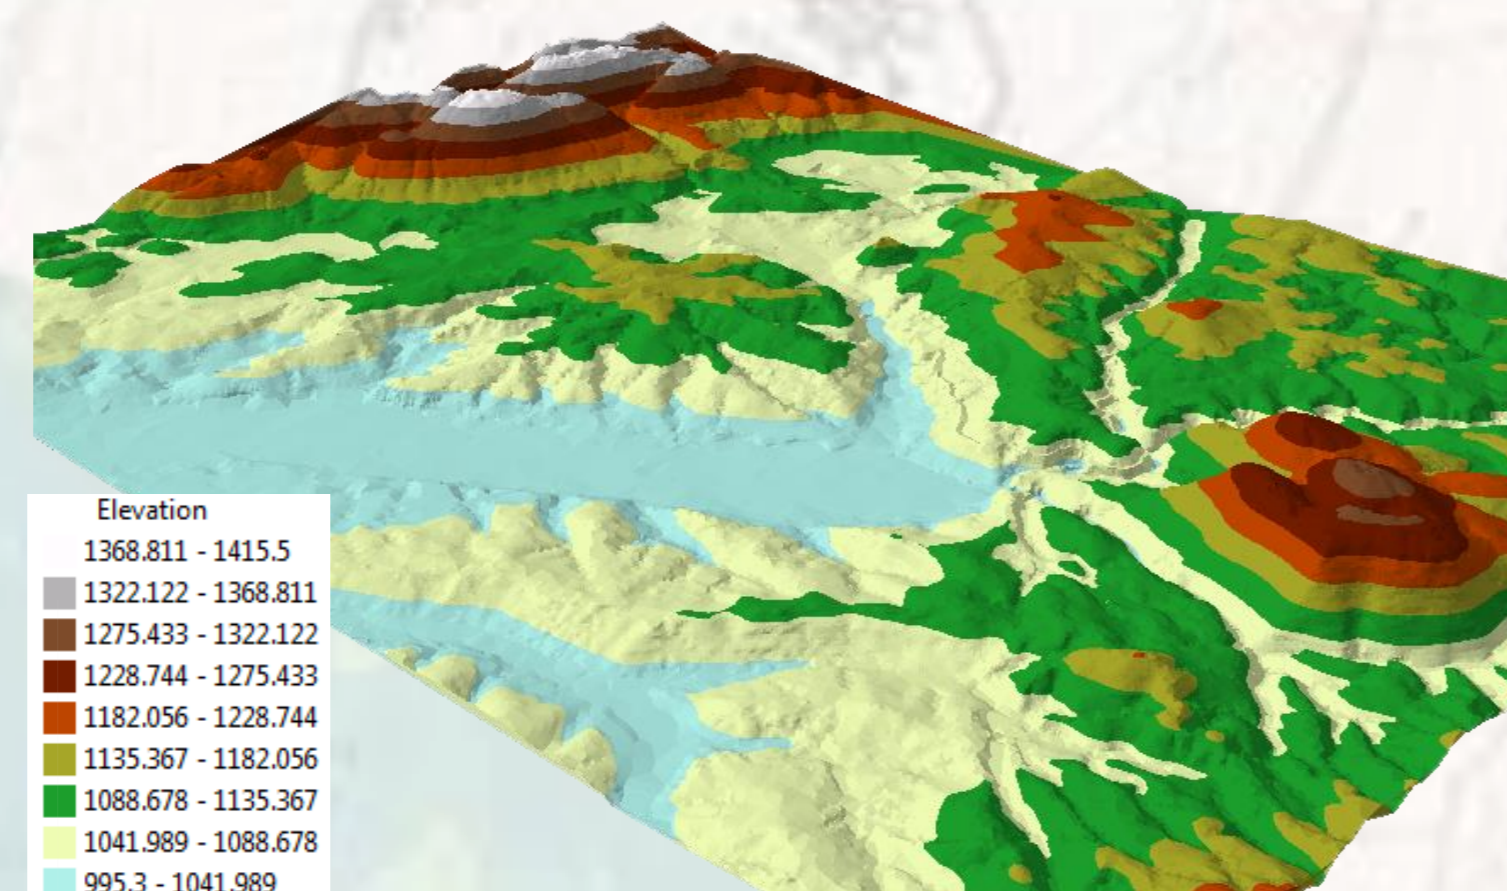 Elevation
1368.811 - 1415.5
1322.122 - 1368.811
1275.433 - 1322.122
1228.744 - 1275.433
1182.056 - 1228.744
1135.367 - 1182.056
1088.678 - 1135.367
1041.989 - 1088.678
995.3 - 1041.989